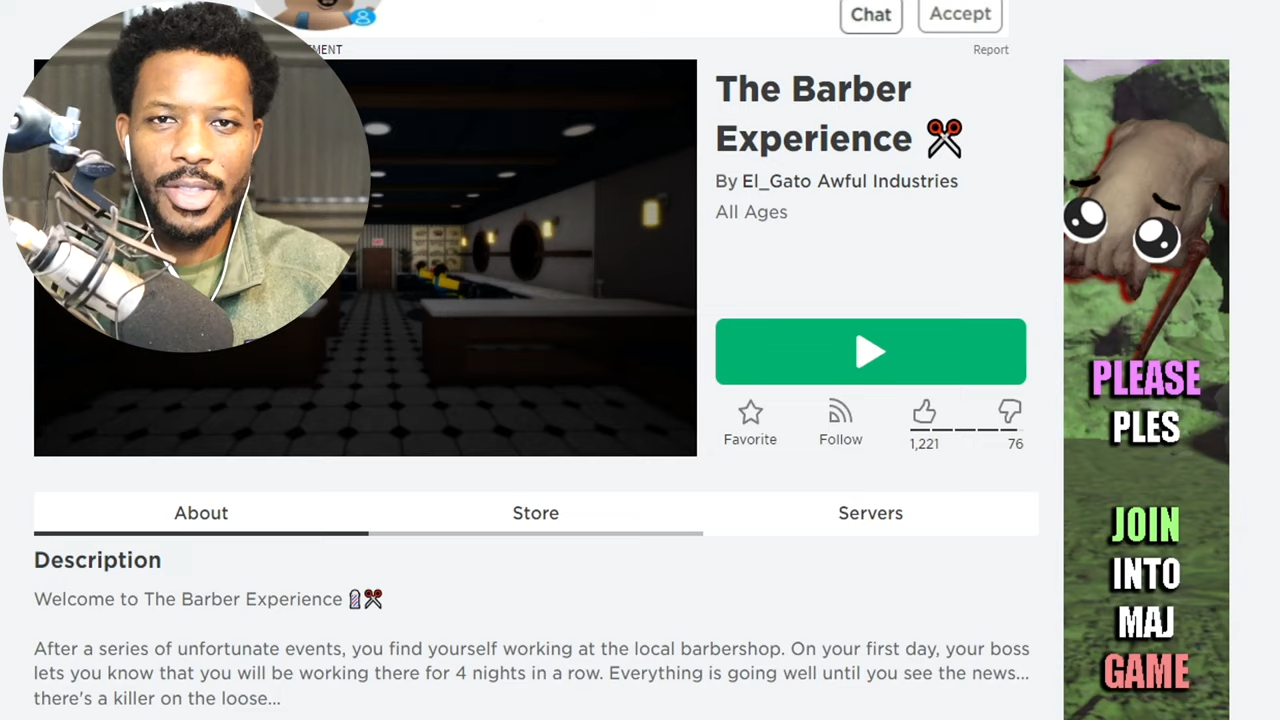 Chat
Accept
MENT
Report
The Barber
Experience
By El_Gato Awful Industries
All Ages
Favorite
Follow
1,221
76
About
Store
Servers
Description
Welcome to The Barber Experience 💈✂️
After a series of unfortunate events, you find yourself working at the local barbershop. On your first day, your boss
lets you know that you will be working there for 4 nights in a row. Everything is going well until you see the news...
there's a killer on the loose...
PLEASE
PLES
JOIN
INTO
MAJ
GAME